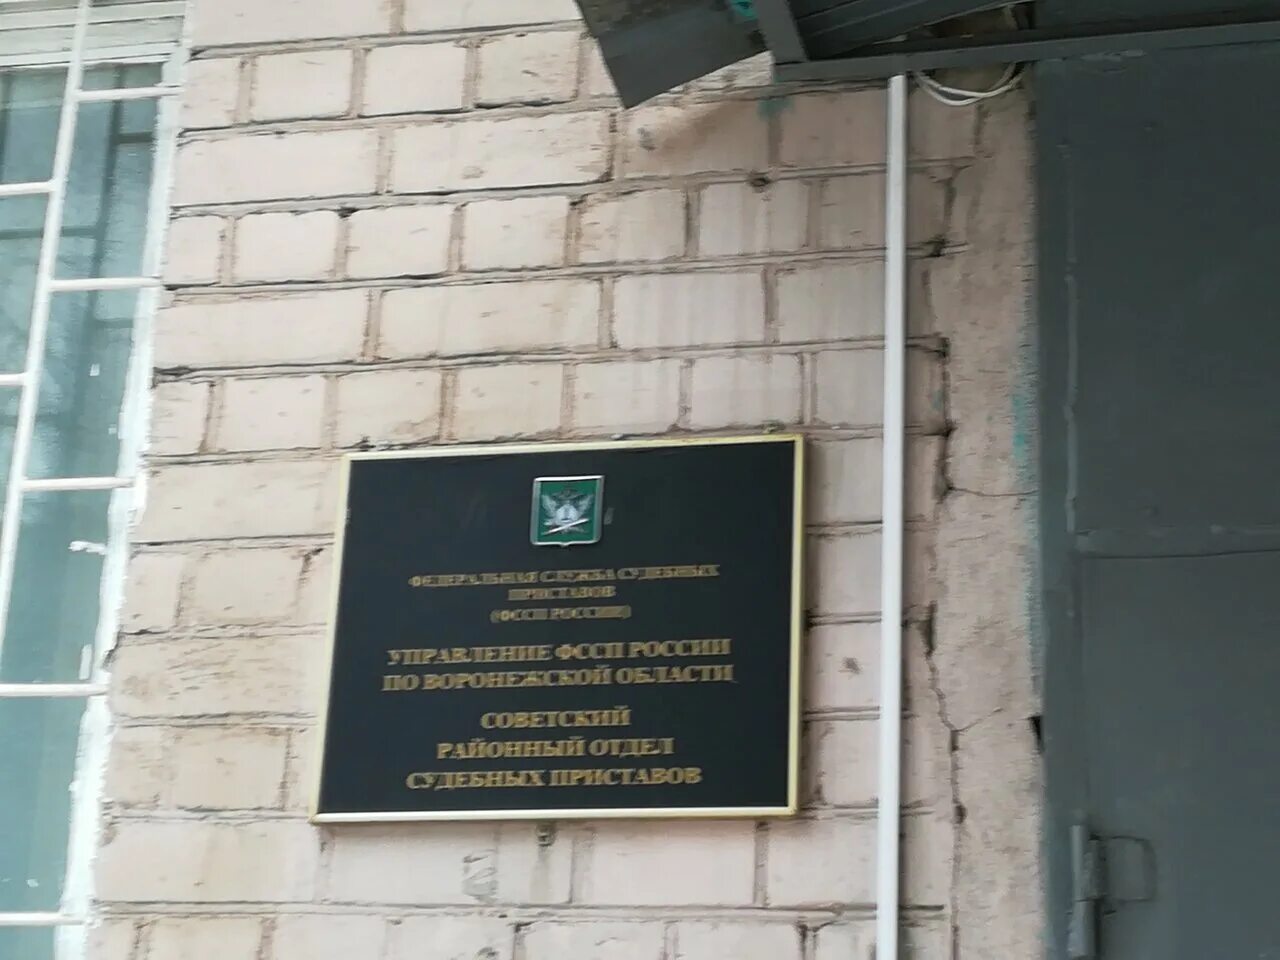 ФЕДЕРАЛЬНАЯ СЛУЖБА СУДЕБНЫХ
ПРИСТАВОВ
(ФССП РОССИИ)
УПРАВЛЕНИЕ ФССП РОССИИ
ПО ВОРОНЕЖСКОЙ ОБЛАСТИ
СОВЕТСКИЙ
РАЙОННЫЙ ОТДЕЛ
СУДЕБНЫХ ПРИСТАВОВ